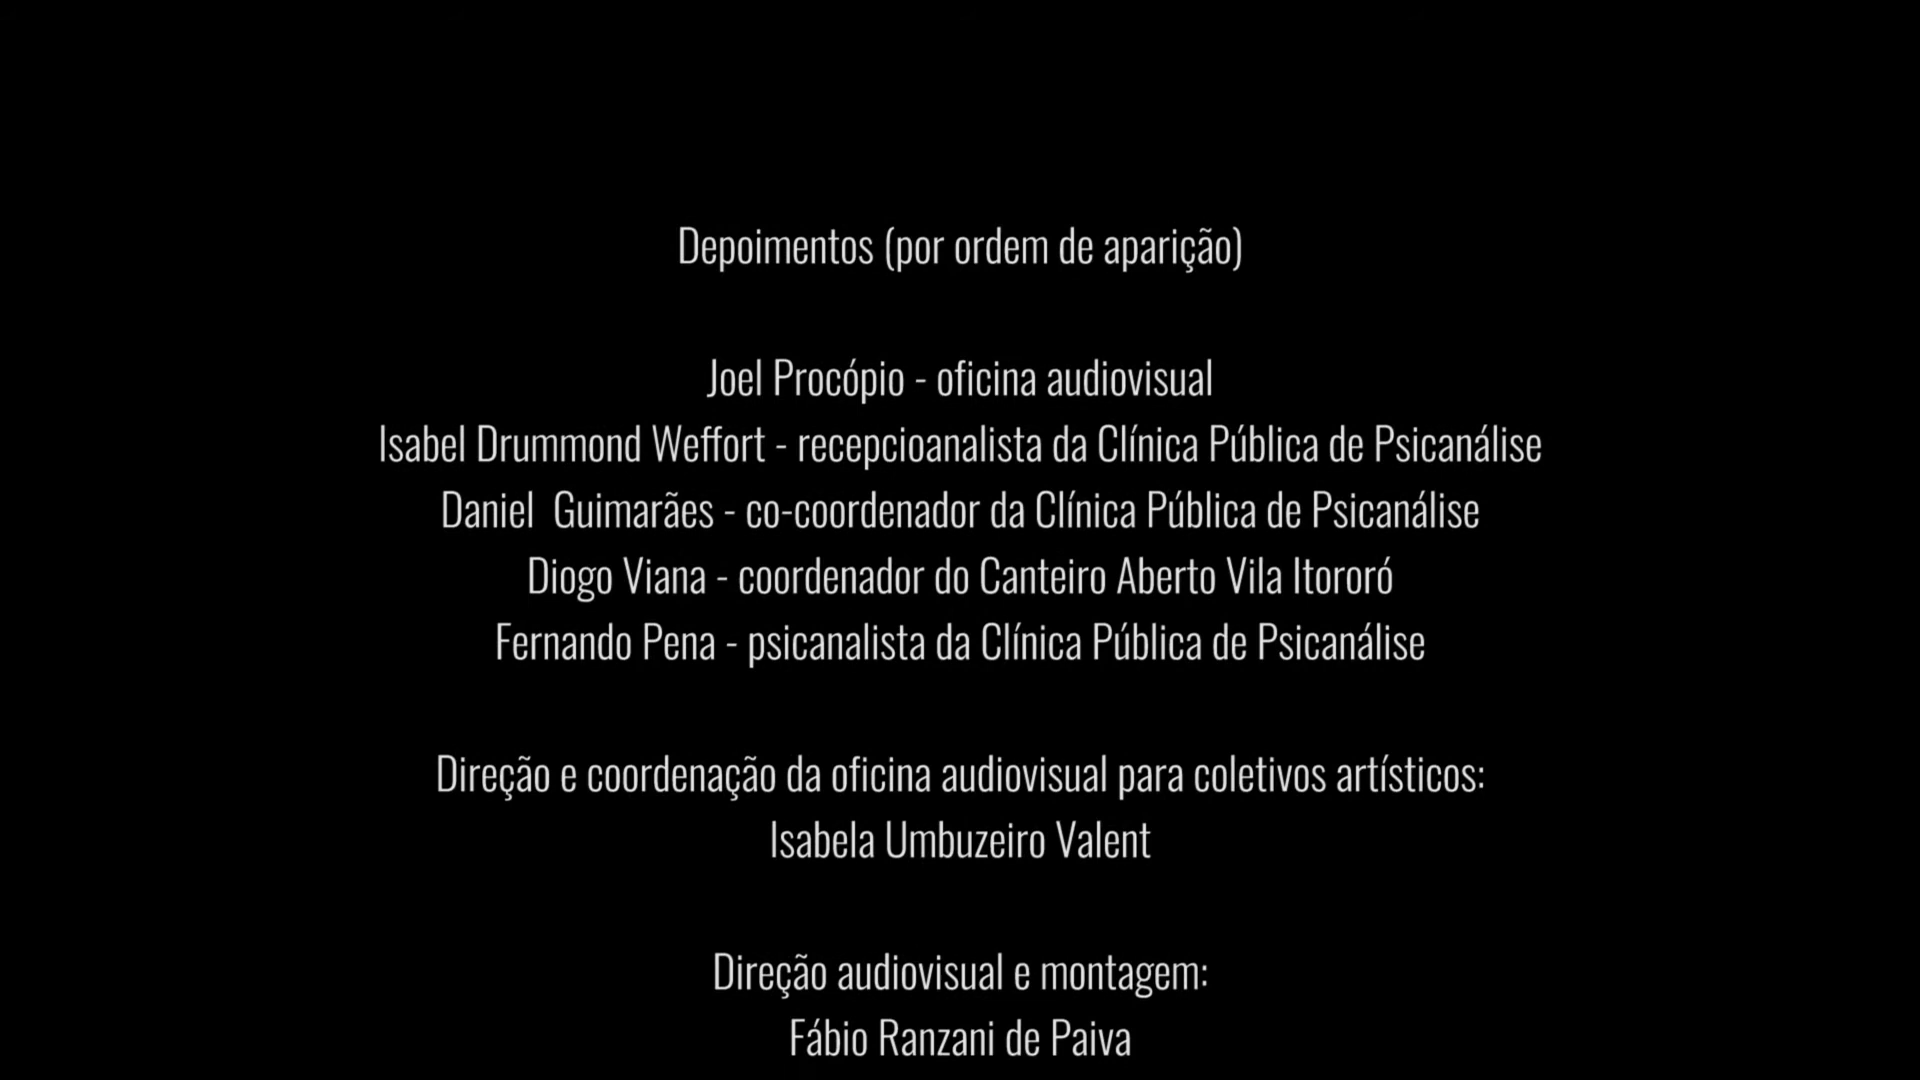 Depoimentos (por ordem de aparição)
Joel Procópio - oficina audiovisual
Isabel Drummond Weffort - recepcioanalista da Clínica Pública de Psicanálise
Daniel  Guimarães - co-coordenador da Clínica Pública de Psicanálise
Diogo Viana - coordenador do Canteiro Aberto Vila Itororó
Fernando Pena - psicanalista da Clínica Pública de Psicanálise
Direção e coordenação da oficina audiovisual para coletivos artísticos:
Isabela Umbuzeiro Valent
Direção audiovisual e montagem:
Fábio Ranzani de Paiva